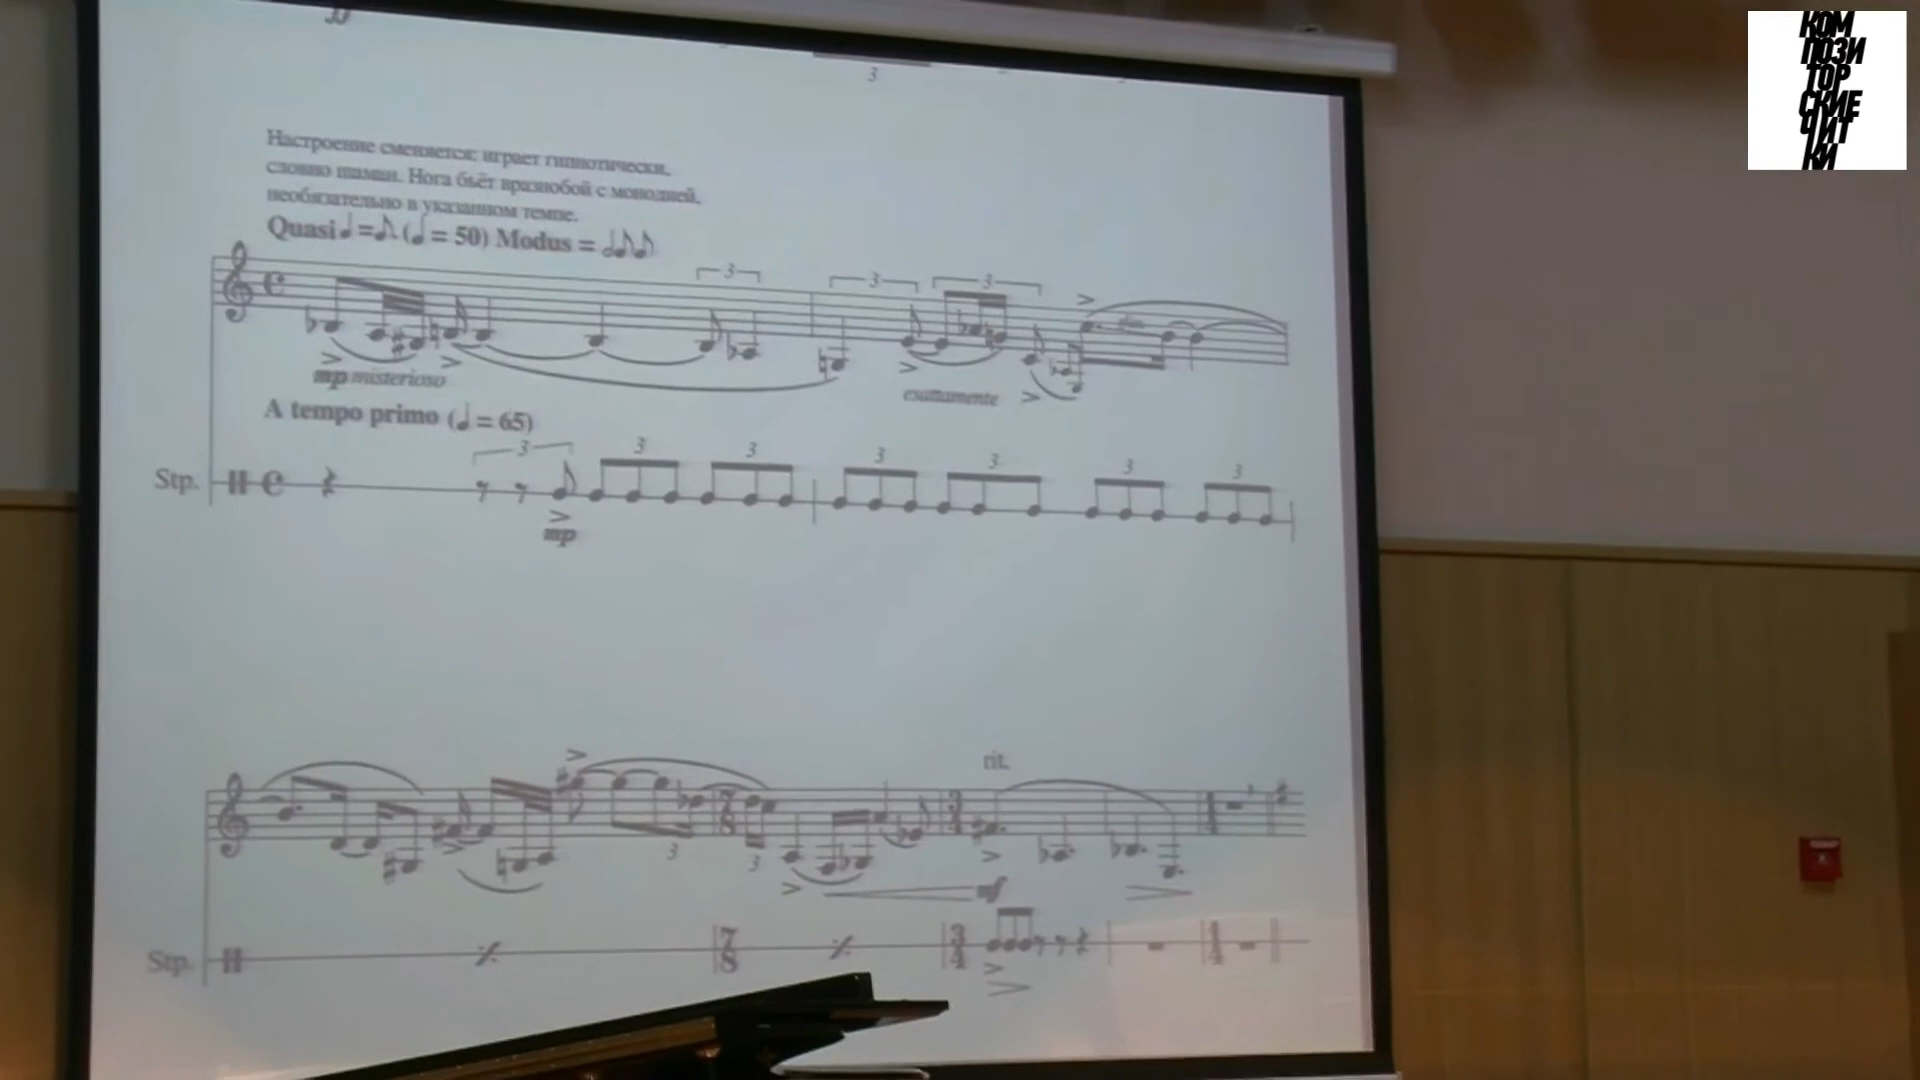 КОМ
ПОЗИ
ТОР
СКИЕ
ЧИТ
КИ
3
Настроение сменяется: играет гипнотически,
словно шаман. Нога бьёт вразнобой с монодией,
необязательно в указанном темпе.
Quasi ♩=♪. (♩ = 50) Modus = 𝅗𝅥♪♪
3 3 3
mp misterioso
A tempo primo (♩ = 65)
3 3 3 3 3 3 3
Stp.
mp
rit.
7 8 3 4 1 4
3 3
mf
Stp. 7 8 3 4 1 4